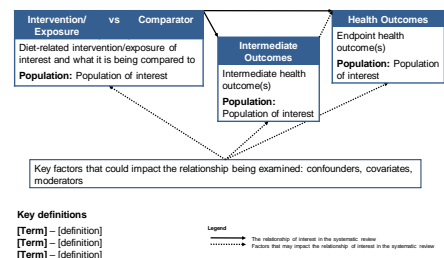 Intervention/ vs Comparator
Exposure
Diet-related intervention/exposure of
interest and what it is being compared to
Population: Population of interest
Intermediate
Outcomes
Intermediate health
outcome(s)
Population:
Population of interest
Health Outcomes
Endpoint health
outcome(s)
Population: Population
of interest
Key factors that could impact the relationship being examined: confounders, covariates,
moderators
Key definitions
[Term] – [definition]
[Term] – [definition]
[Term] – [definition]
Legend
The relationship of interest in the systematic review
Factors that may impact the relationship of interest in the systematic review